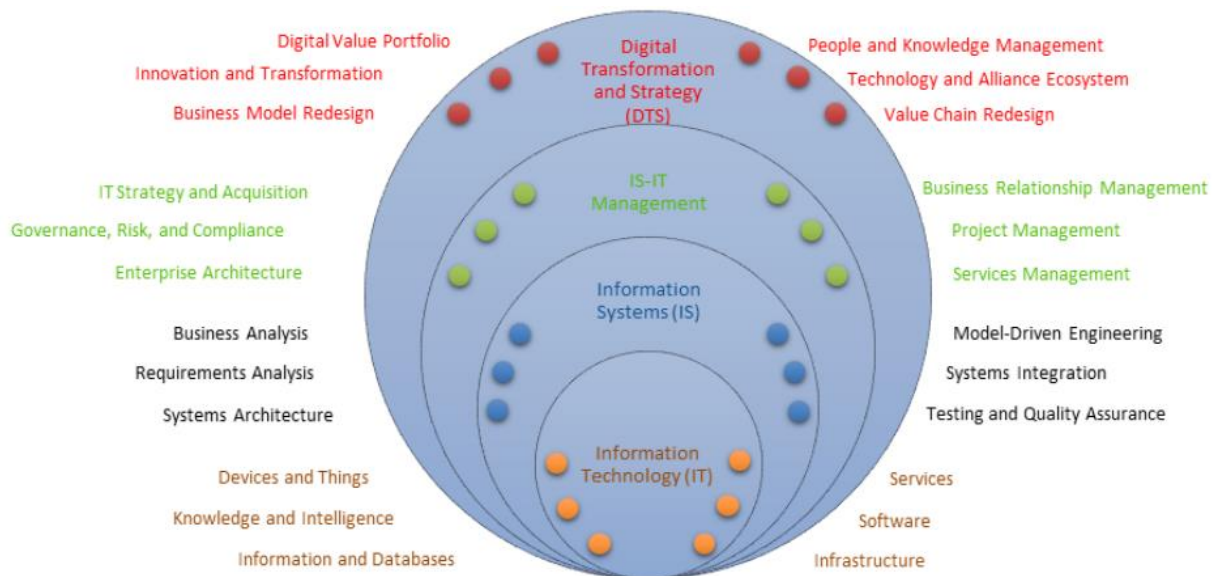 Digital Value Portfolio
Innovation and Transformation
Business Model Redesign
Digital
Transformation
and Strategy
(DTS)
People and Knowledge Management
Technology and Alliance Ecosystem
Value Chain Redesign
IT Strategy and Acquisition
Governance, Risk, and Compliance
Enterprise Architecture
IS-IT
Management
Business Relationship Management
Project Management
Services Management
Business Analysis
Requirements Analysis
Systems Architecture
Information
Systems (IS)
Model-Driven Engineering
Systems Integration
Testing and Quality Assurance
Devices and Things
Knowledge and Intelligence
Information and Databases
Information
Technology (IT)
Services
Software
Infrastructure